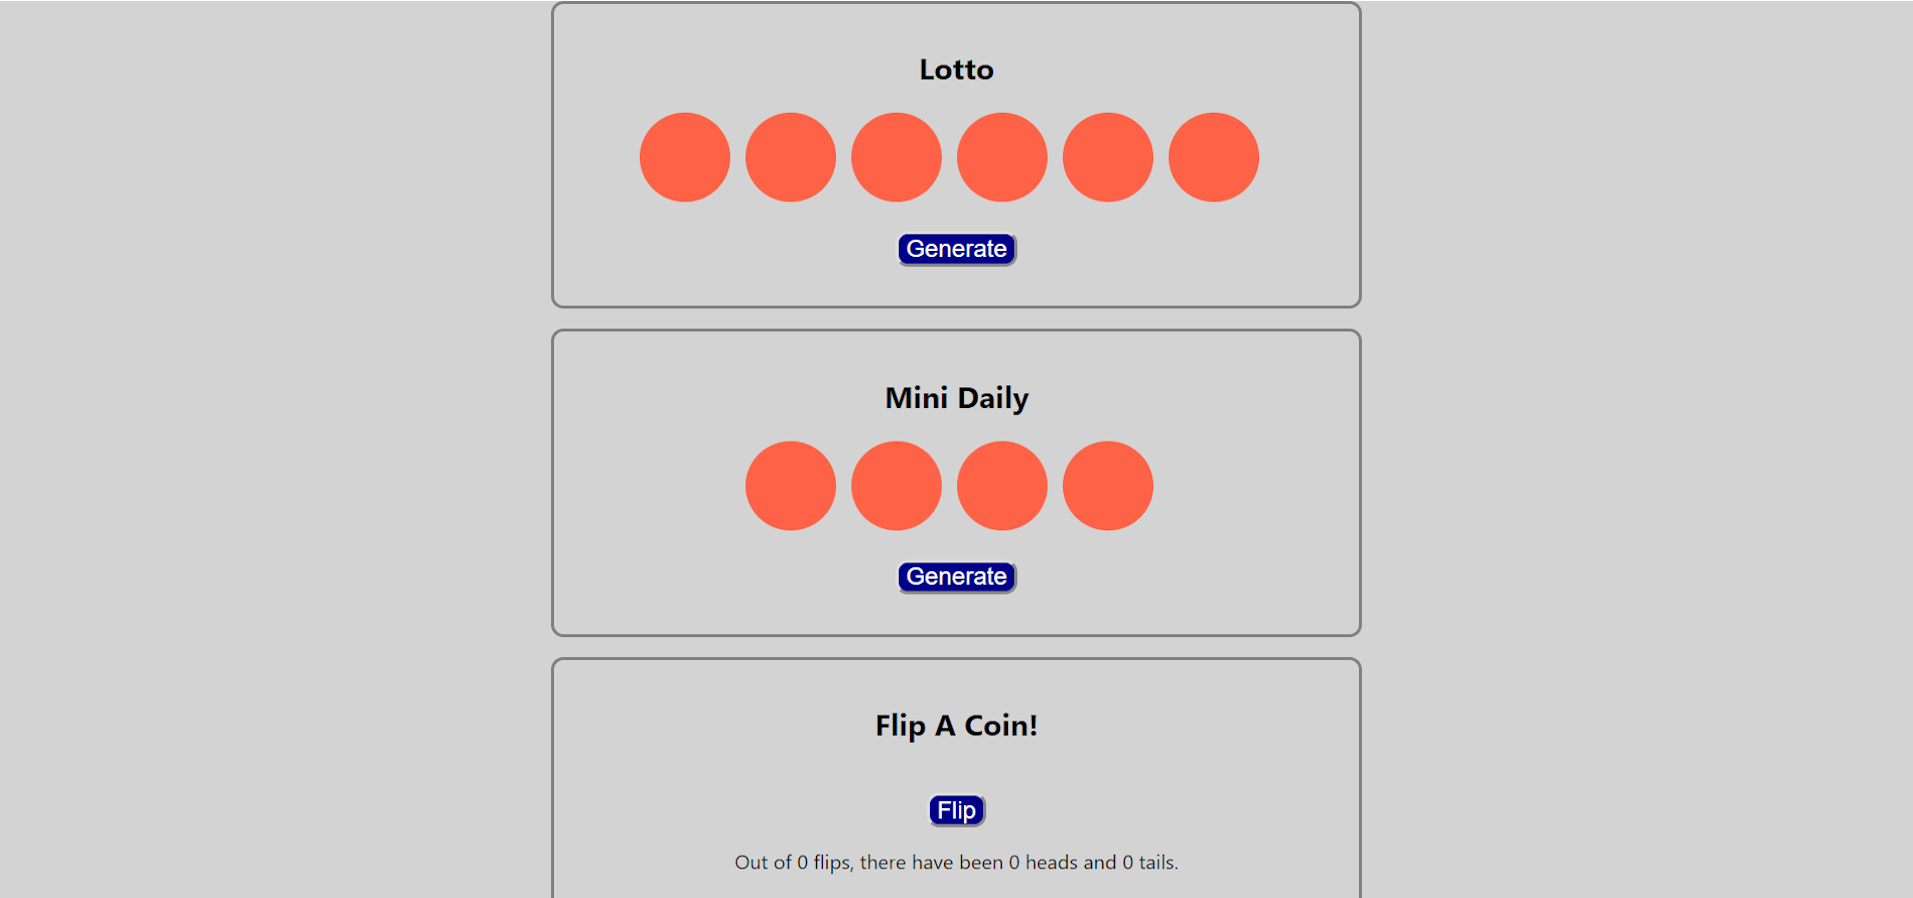 Lotto
Generate
Mini Daily
Generate
Flip A Coin!
Flip
Out of 0 flips, there have been 0 heads and 0 tails.